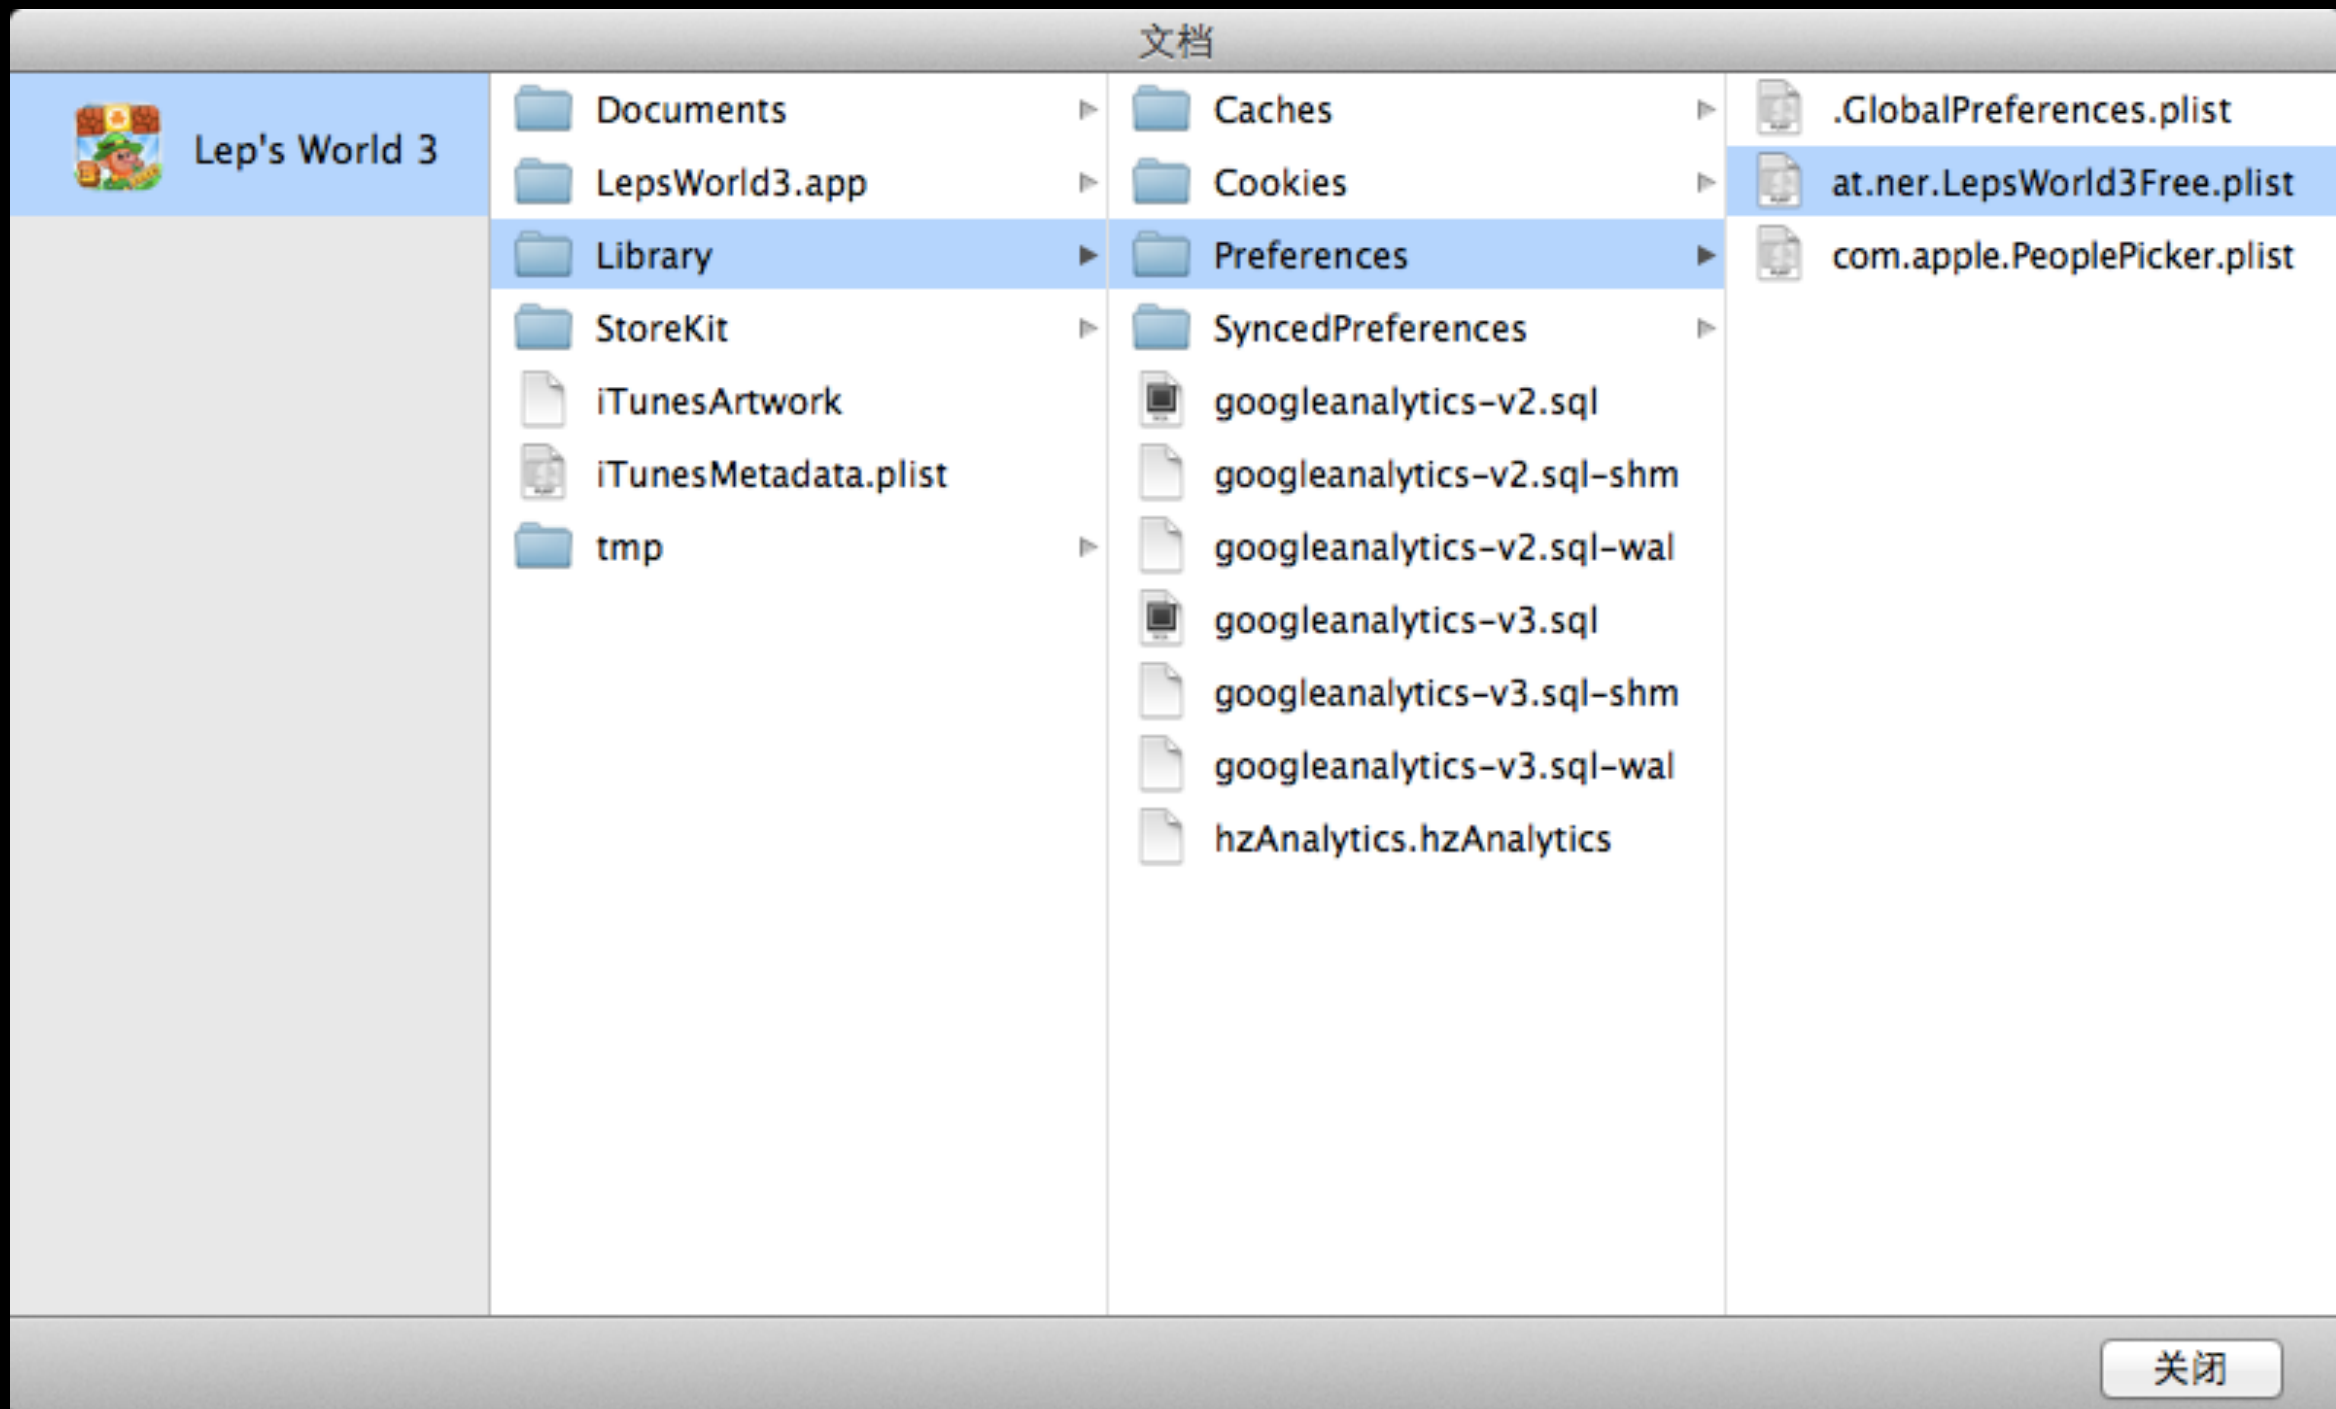 文档
Lep's World 3
Documents
LepsWorld3.app
Library
StoreKit
iTunesArtwork
iTunesMetadata.plist
tmp
Caches
Cookies
Preferences
SyncedPreferences
googleanalytics-v2.sql
googleanalytics-v2.sql-shm
googleanalytics-v2.sql-wal
googleanalytics-v3.sql
googleanalytics-v3.sql-shm
googleanalytics-v3.sql-wal
hzAnalytics.hzAnalytics
.GlobalPreferences.plist
at.ner.LepsWorld3Free.plist
com.apple.PeoplePicker.plist
关闭